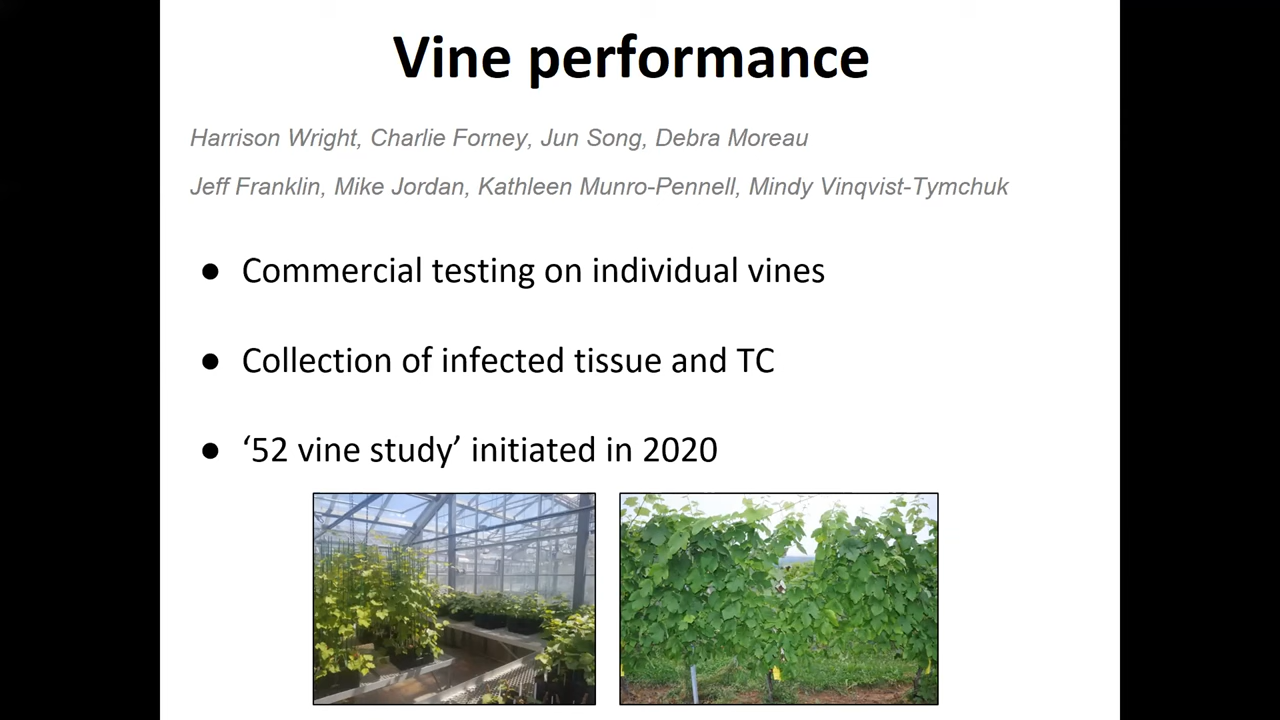 Vine performance
Harrison Wright, Charlie Forney, Jun Song, Debra Moreau
Jeff Franklin, Mike Jordan, Kathleen Munro-Pennell, Mindy Vinqvist-Tymchuk
● Commercial testing on individual vines
● Collection of infected tissue and TC
● ‘52 vine study’ initiated in 2020